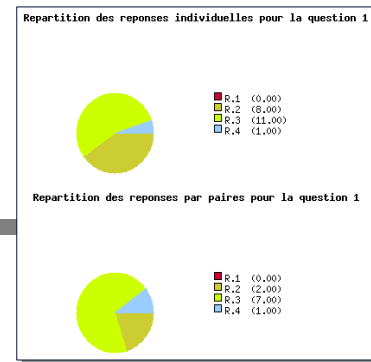 Repartition des reponses individuelles pour la question 1
R.1 (0.00)
R.2 (8.00)
R.3 (11.00)
R.4 (1.00)
Repartition des reponses par paires pour la question 1
R.1 (0.00)
R.2 (2.00)
R.3 (7.00)
R.4 (1.00)